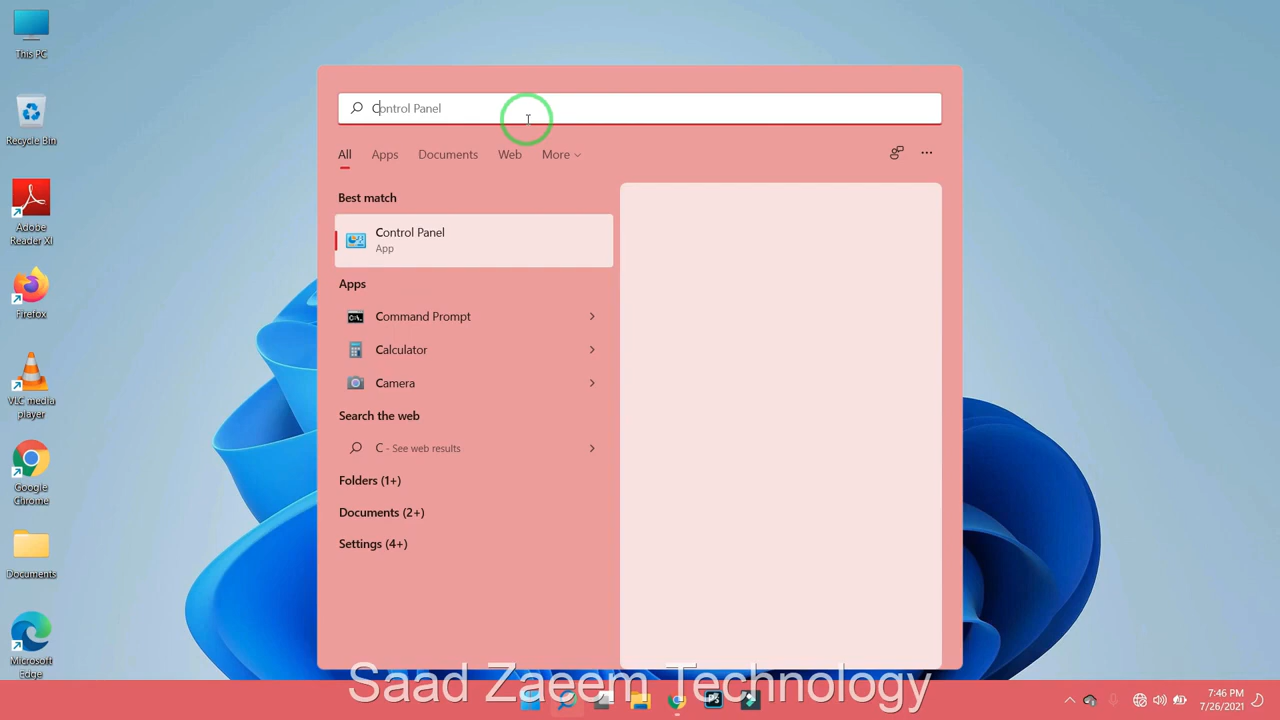 This PC
Recycle Bin
Adobe
Reader XI
Firefox
VLC media
player
Google
Chrome
Documents
Microsoft
Edge
Control Panel
All
Apps
Documents
Web
More
Best match
Control Panel
App
Apps
Command Prompt
Calculator
Camera
Search the web
C - See web results
Folders (1+)
Documents (2+)
Settings (4+)
Saad Zaeem Technology
7:46 PM
7/26/2021